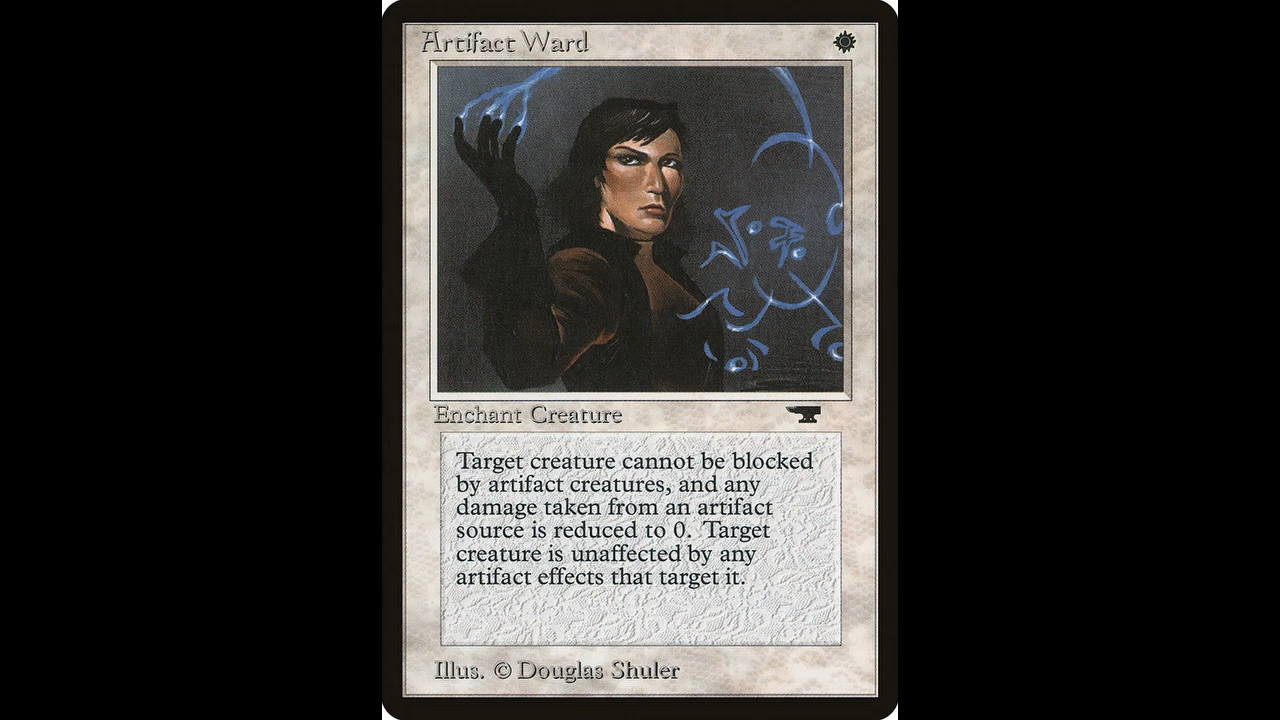 Artifact Ward
Enchant Creature
Target creature cannot be blocked
by artifact creatures, and any
damage taken from an artifact
source is reduced to 0. Target
creature is unaffected by any
artifact effects that target it.
Illus. © Douglas Shuler